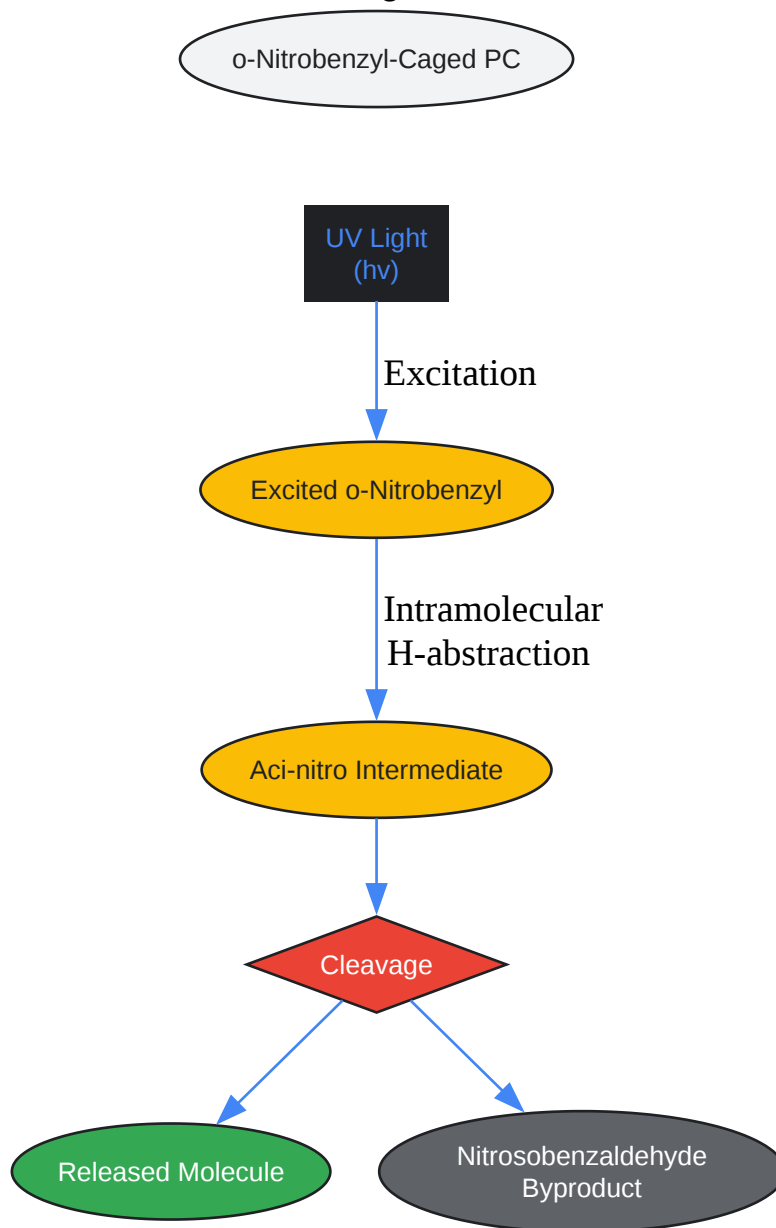 o-Nitrobenzyl-Caged PC
UV Light
(hv)
Excitation
Excited o-Nitrobenzyl
Intramolecular
H-abstraction
Aci-nitro Intermediate
Cleavage
Released Molecule
Nitrosobenzaldehyde
Byproduct